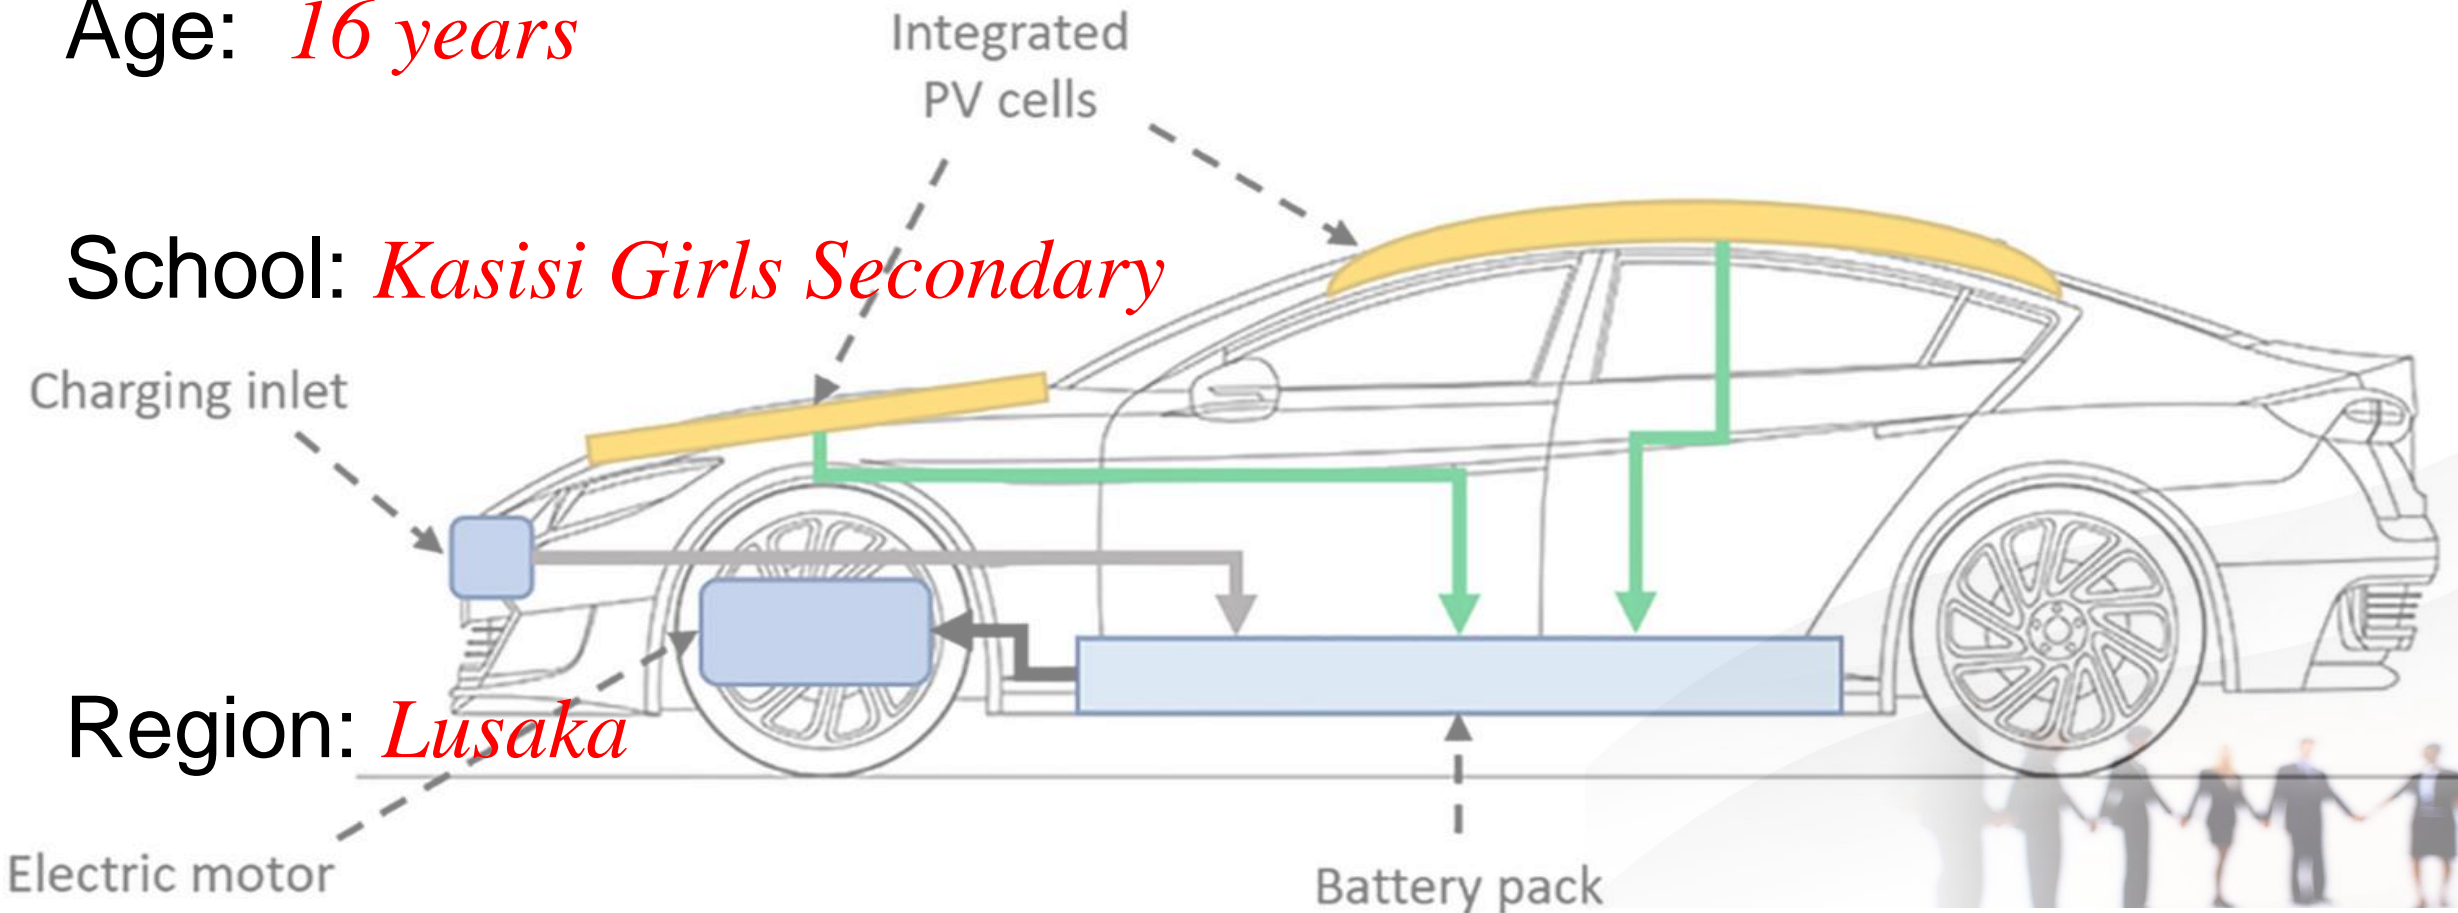 Age: 16 years
Integrated
PV cells
School: Kasisi Girls Secondary
Charging inlet
Region: Lusaka
Electric motor
Battery pack